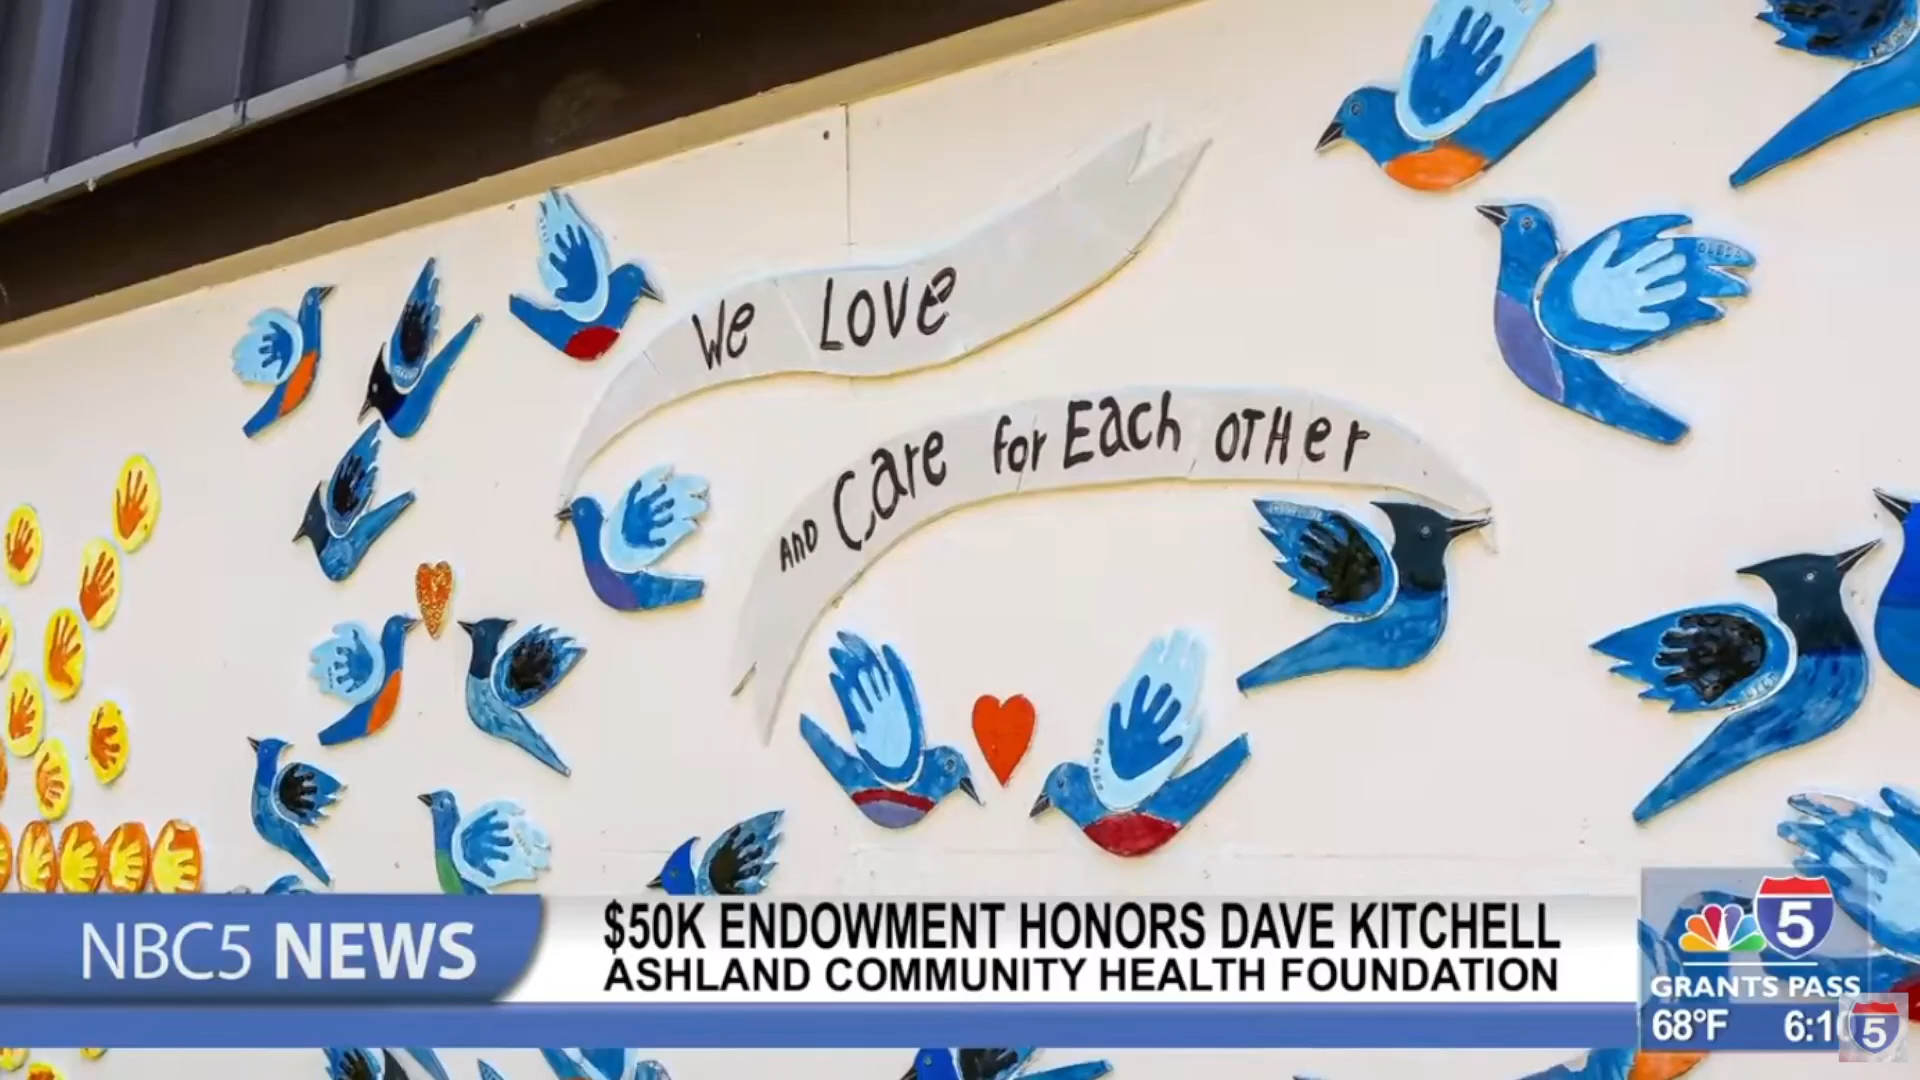 We Love
AND Care for Each OTHer
NBC5 NEWS
$50K ENDOWMENT HONORS DAVE KITCHELL
ASHLAND COMMUNITY HEALTH FOUNDATION
5
GRANTS PASS
68°F
5